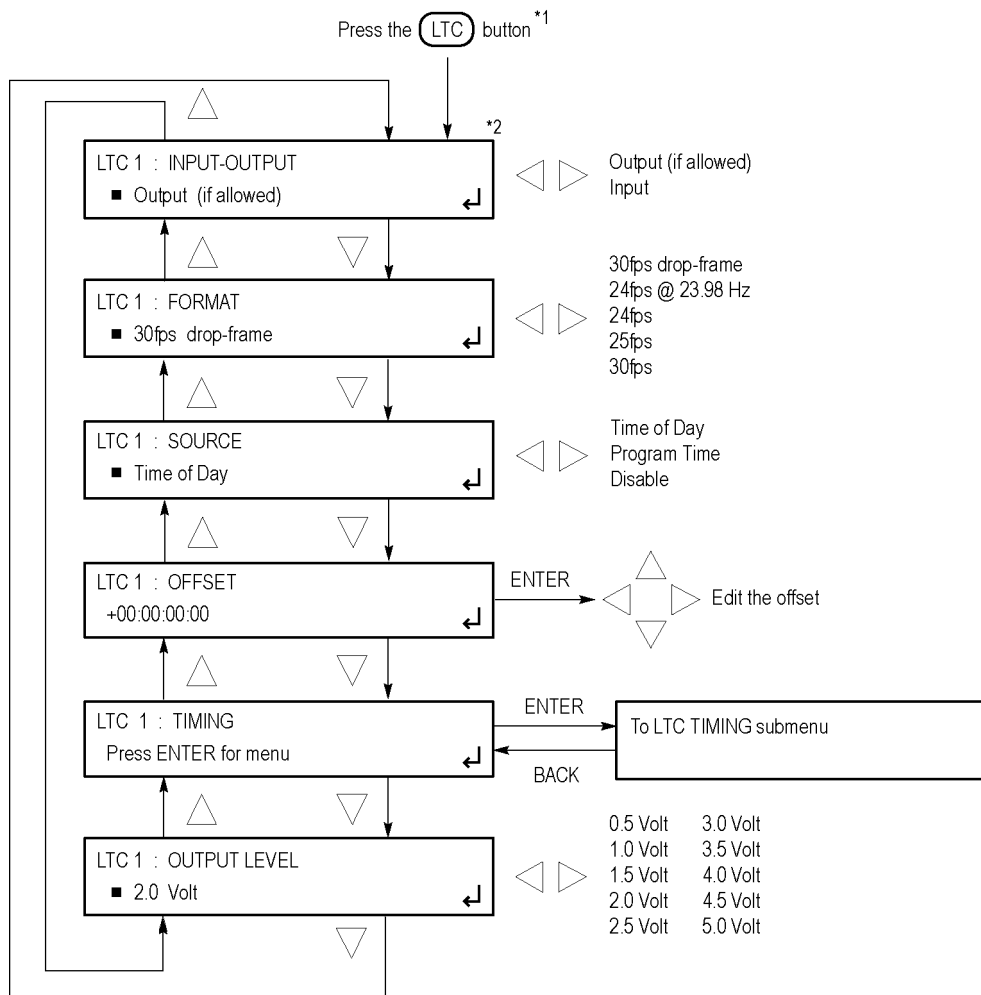 Press the LTC button *1
*2
LTC 1 : INPUT-OUTPUT
■ Output (if allowed)
Output (if allowed)
Input
LTC 1 : FORMAT
■ 30fps drop-frame
30fps drop-frame
24fps @ 23.98 Hz
24fps
25fps
30fps
LTC 1 : SOURCE
■ Time of Day
Time of Day
Program Time
Disable
LTC 1 : OFFSET
+00:00:00:00
ENTER
Edit the offset
LTC 1 : TIMING
Press ENTER for menu
ENTER
BACK
To LTC TIMING submenu
LTC 1 : OUTPUT LEVEL
■ 2.0 Volt
0.5 Volt 3.0 Volt
1.0 Volt 3.5 Volt
1.5 Volt 4.0 Volt
2.0 Volt 4.5 Volt
2.5 Volt 5.0 Volt